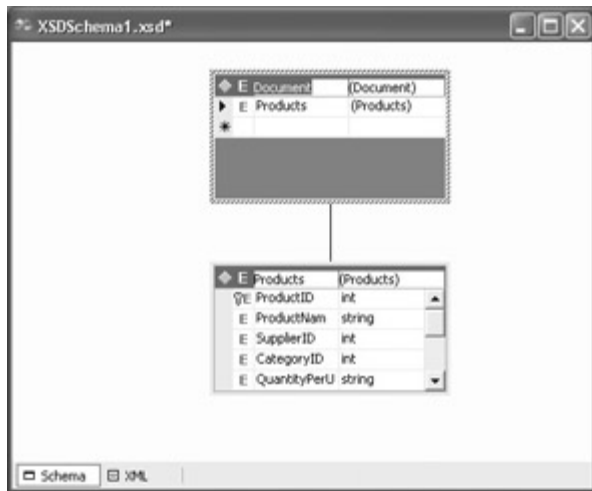 XSDSchema1.xsd*
E Document (Document)
E Products (Products)
E Products (Products)
E ProductID int
E ProductNam string
E SupplierID int
E CategoryID int
E QuantityPerU string
Schema XML